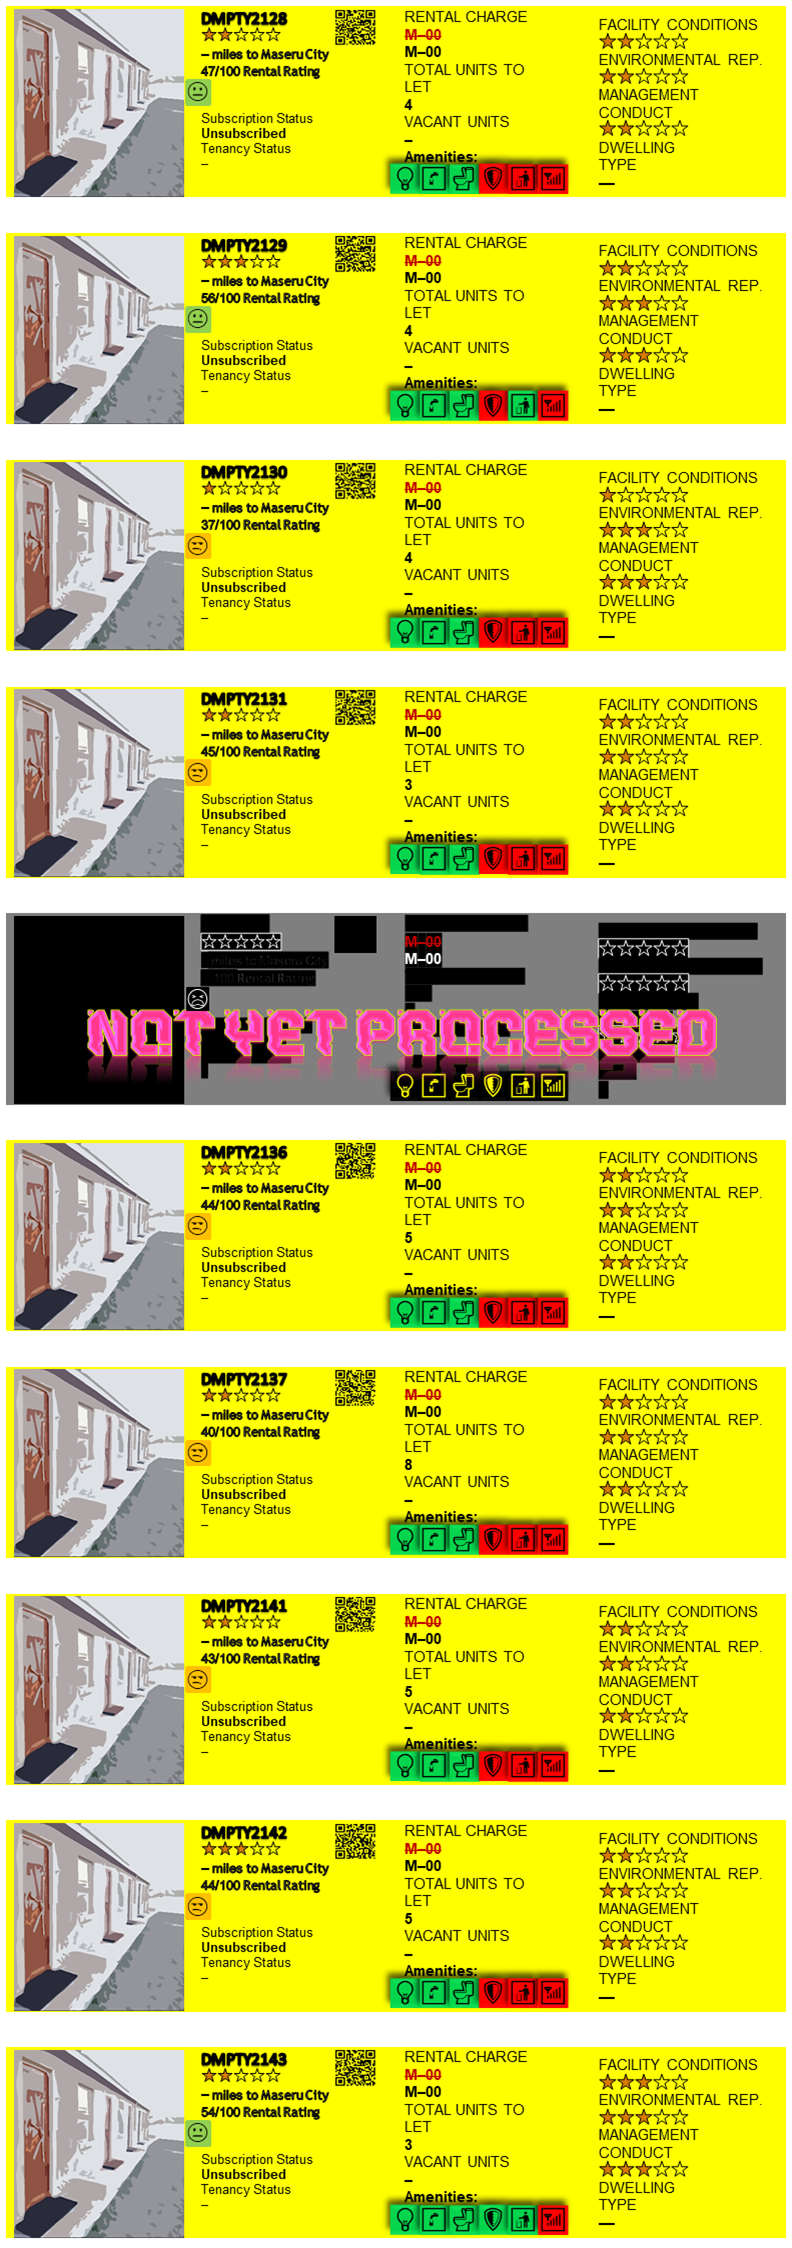 DMPTY2128
– miles to Maseru City
47/100 Rental Rating
Subscription Status
Unsubscribed
Tenancy Status
–
RENTAL CHARGE
M–00
M–00
TOTAL UNITS TO
LET
4
VACANT UNITS
–
Amenities:
FACILITY CONDITIONS
ENVIRONMENTAL REP.
MANAGEMENT
CONDUCT
DWELLING
TYPE
—
DMPTY2129
– miles to Maseru City
56/100 Rental Rating
Subscription Status
Unsubscribed
Tenancy Status
–
RENTAL CHARGE
M–00
M–00
TOTAL UNITS TO
LET
4
VACANT UNITS
–
Amenities:
FACILITY CONDITIONS
ENVIRONMENTAL REP.
MANAGEMENT
CONDUCT
DWELLING
TYPE
—
DMPTY2130
– miles to Maseru City
37/100 Rental Rating
Subscription Status
Unsubscribed
Tenancy Status
–
RENTAL CHARGE
M–00
M–00
TOTAL UNITS TO
LET
4
VACANT UNITS
–
Amenities:
FACILITY CONDITIONS
ENVIRONMENTAL REP.
MANAGEMENT
CONDUCT
DWELLING
TYPE
—
DMPTY2131
– miles to Maseru City
45/100 Rental Rating
Subscription Status
Unsubscribed
Tenancy Status
–
RENTAL CHARGE
M–00
M–00
TOTAL UNITS TO
LET
3
VACANT UNITS
–
Amenities:
FACILITY CONDITIONS
ENVIRONMENTAL REP.
MANAGEMENT
CONDUCT
DWELLING
TYPE
—
miles to Maseru City
100 Rental Rating
M–00
M–00
NOT YET PROCESSED
DMPTY2136
– miles to Maseru City
44/100 Rental Rating
Subscription Status
Unsubscribed
Tenancy Status
–
RENTAL CHARGE
M–00
M–00
TOTAL UNITS TO
LET
5
VACANT UNITS
–
Amenities:
FACILITY CONDITIONS
ENVIRONMENTAL REP.
MANAGEMENT
CONDUCT
DWELLING
TYPE
—
DMPTY2137
– miles to Maseru City
40/100 Rental Rating
Subscription Status
Unsubscribed
Tenancy Status
–
RENTAL CHARGE
M–00
M–00
TOTAL UNITS TO
LET
8
VACANT UNITS
–
Amenities:
FACILITY CONDITIONS
ENVIRONMENTAL REP.
MANAGEMENT
CONDUCT
DWELLING
TYPE
—
DMPTY2141
– miles to Maseru City
43/100 Rental Rating
Subscription Status
Unsubscribed
Tenancy Status
–
RENTAL CHARGE
M–00
M–00
TOTAL UNITS TO
LET
5
VACANT UNITS
–
Amenities:
FACILITY CONDITIONS
ENVIRONMENTAL REP.
MANAGEMENT
CONDUCT
DWELLING
TYPE
—
DMPTY2142
– miles to Maseru City
44/100 Rental Rating
Subscription Status
Unsubscribed
Tenancy Status
–
RENTAL CHARGE
M–00
M–00
TOTAL UNITS TO
LET
5
VACANT UNITS
–
Amenities:
FACILITY CONDITIONS
ENVIRONMENTAL REP.
MANAGEMENT
CONDUCT
DWELLING
TYPE
—
DMPTY2143
– miles to Maseru City
54/100 Rental Rating
Subscription Status
Unsubscribed
Tenancy Status
–
RENTAL CHARGE
M–00
M–00
TOTAL UNITS TO
LET
3
VACANT UNITS
–
Amenities:
FACILITY CONDITIONS
ENVIRONMENTAL REP.
MANAGEMENT
CONDUCT
DWELLING
TYPE
—